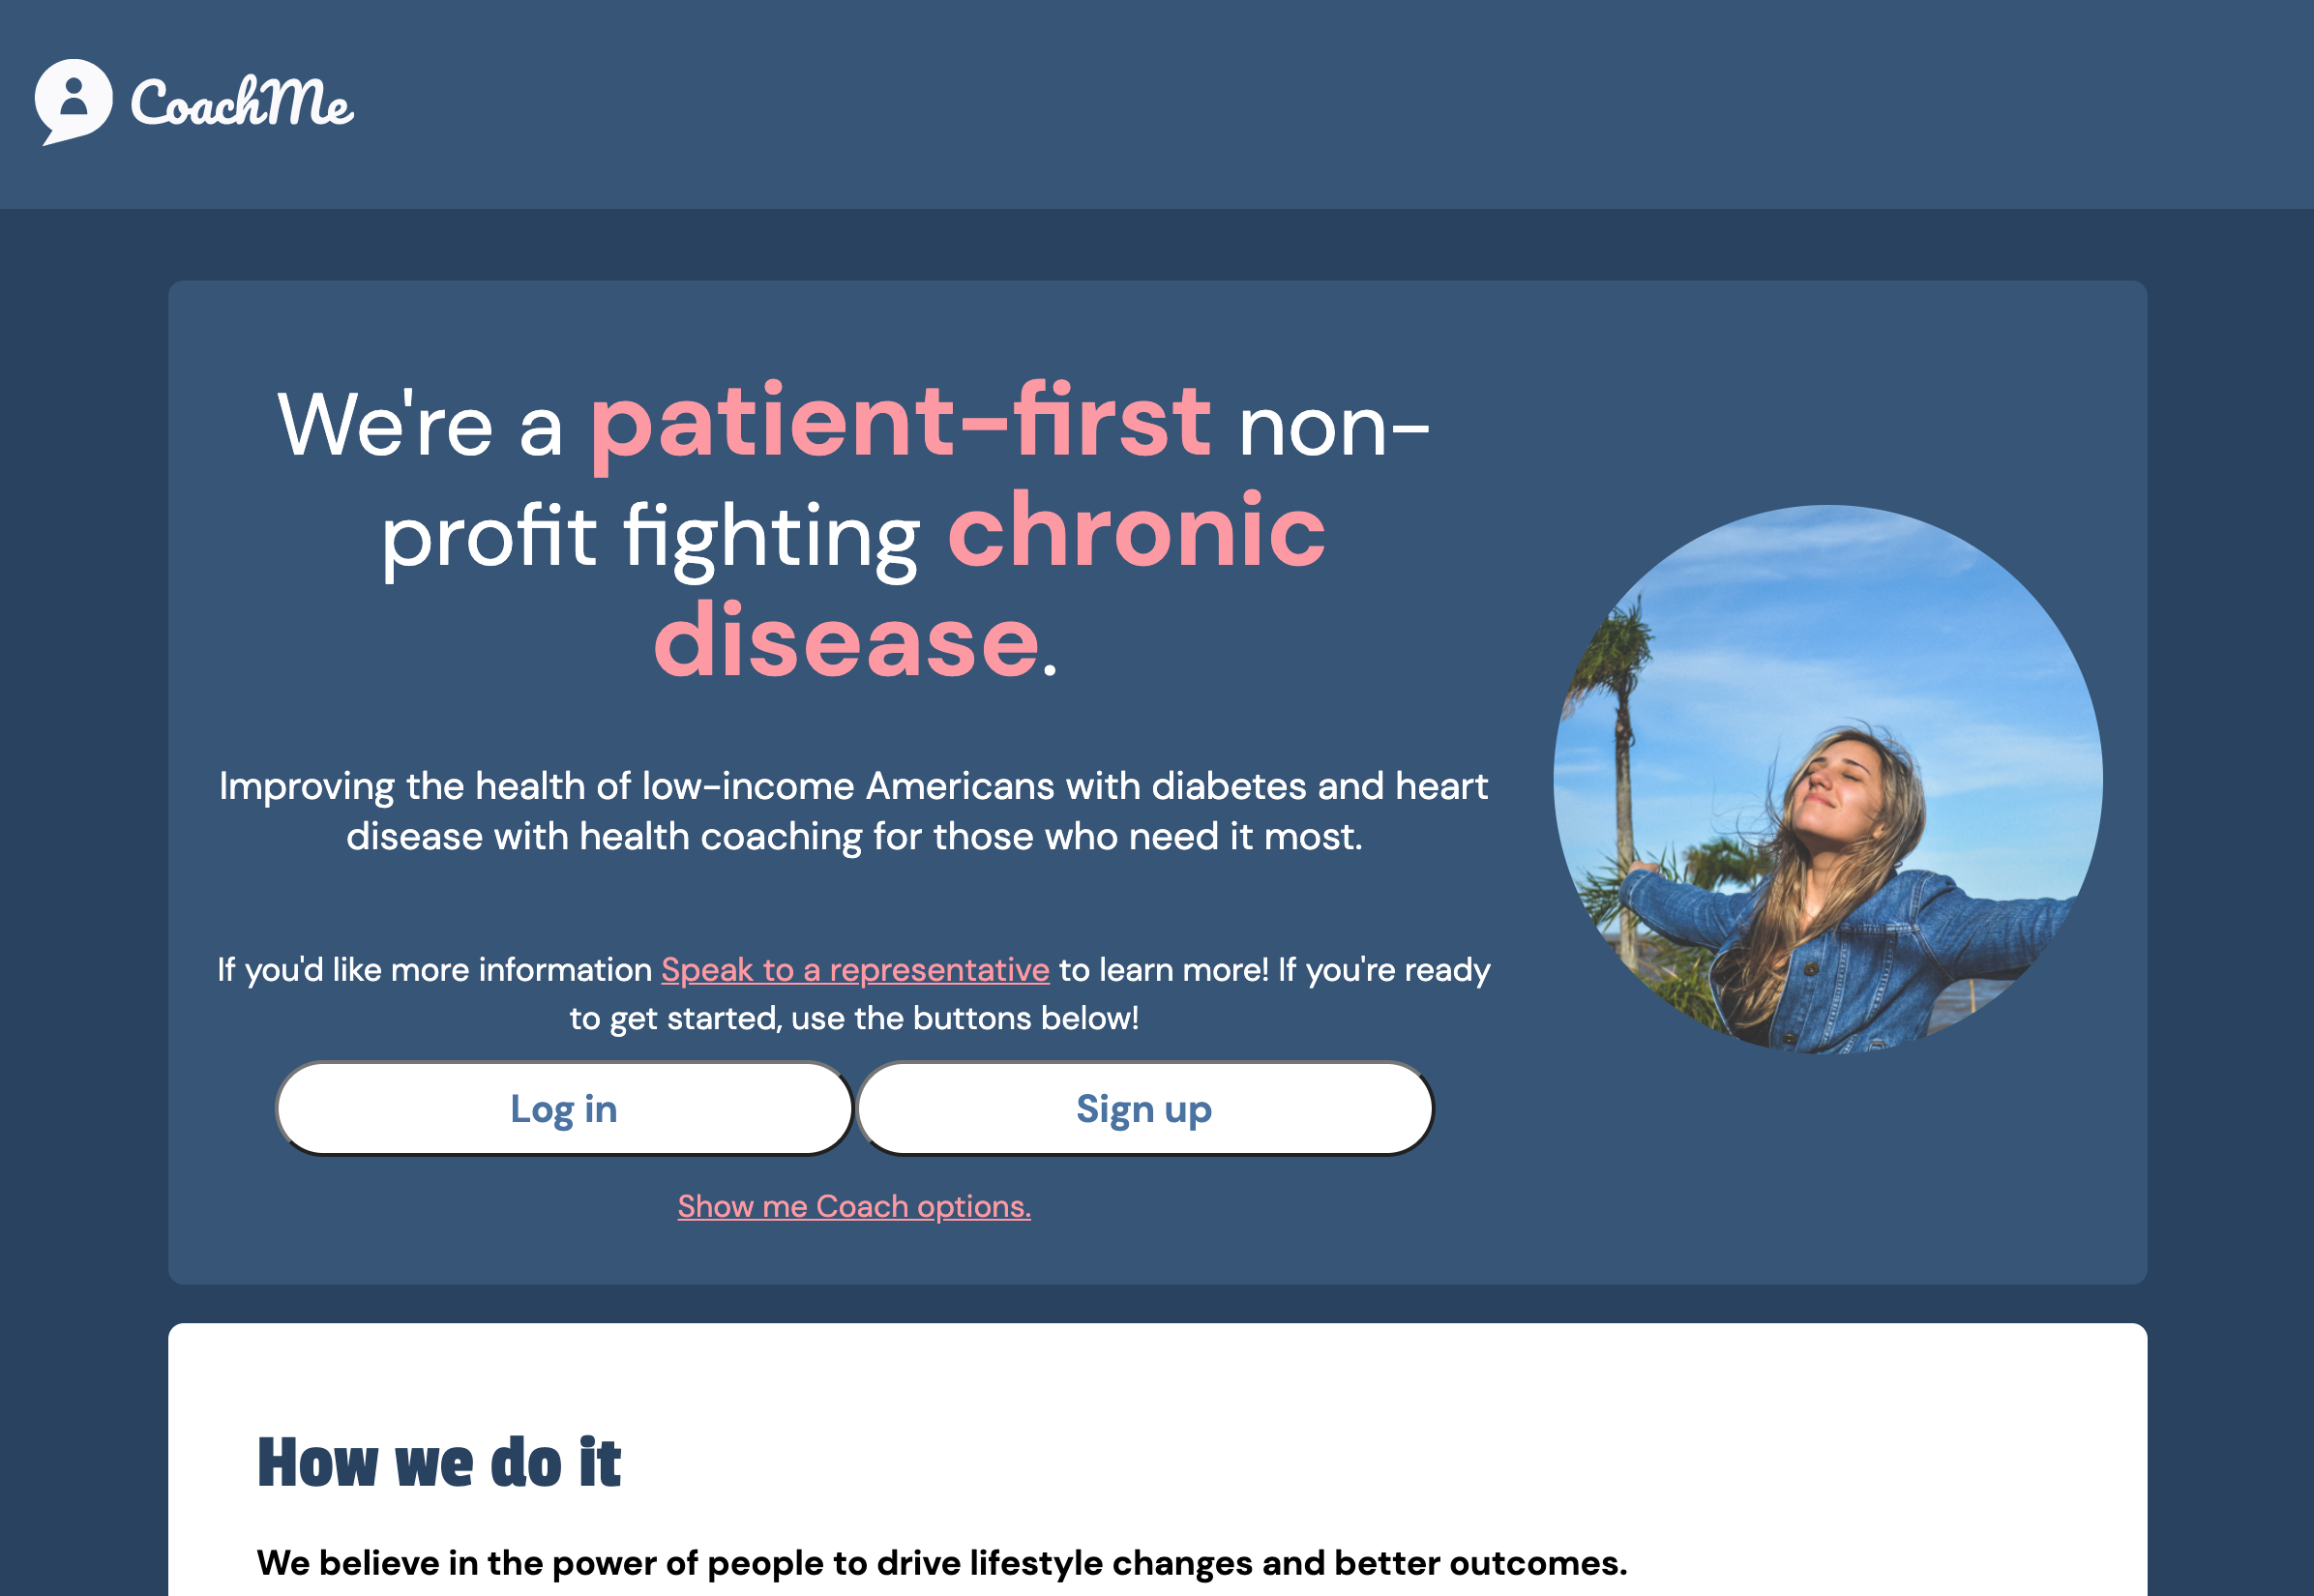 CoachMe
We're a patient-first non-
profit fighting chronic
disease.
Improving the health of low-income Americans with diabetes and heart
disease with health coaching for those who need it most.
If you'd like more information Speak to a representative to learn more! If you're ready
to get started, use the buttons below!
Log in
Sign up
Show me Coach options.
How we do it
We believe in the power of people to drive lifestyle changes and better outcomes.